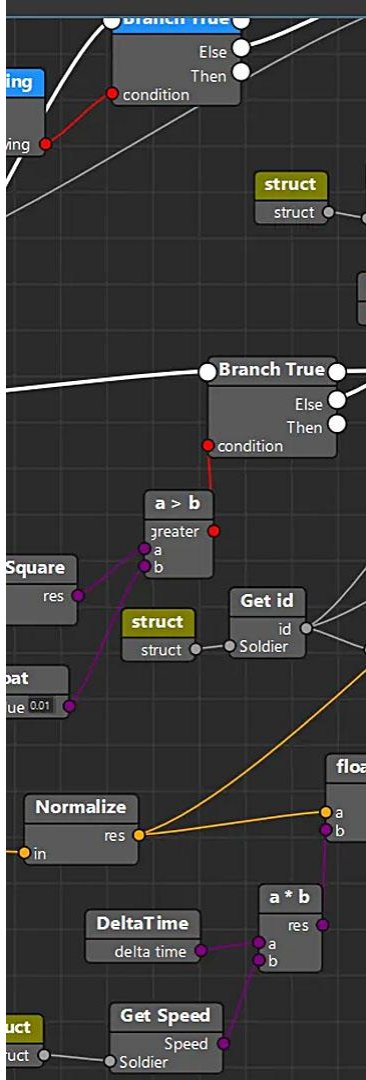 Branch True
Else
Then
condition
ing
ing
struct
struct
Branch True
Else
Then
condition
a > b
greater
a
b
Square
res
Get id
id
Soldier
struct
struct
oat
ue 0.01
floa
a
b
Normalize
res
in
a * b
res
a
b
DeltaTime
delta time
Get Speed
Speed
Soldier
uct
ruct